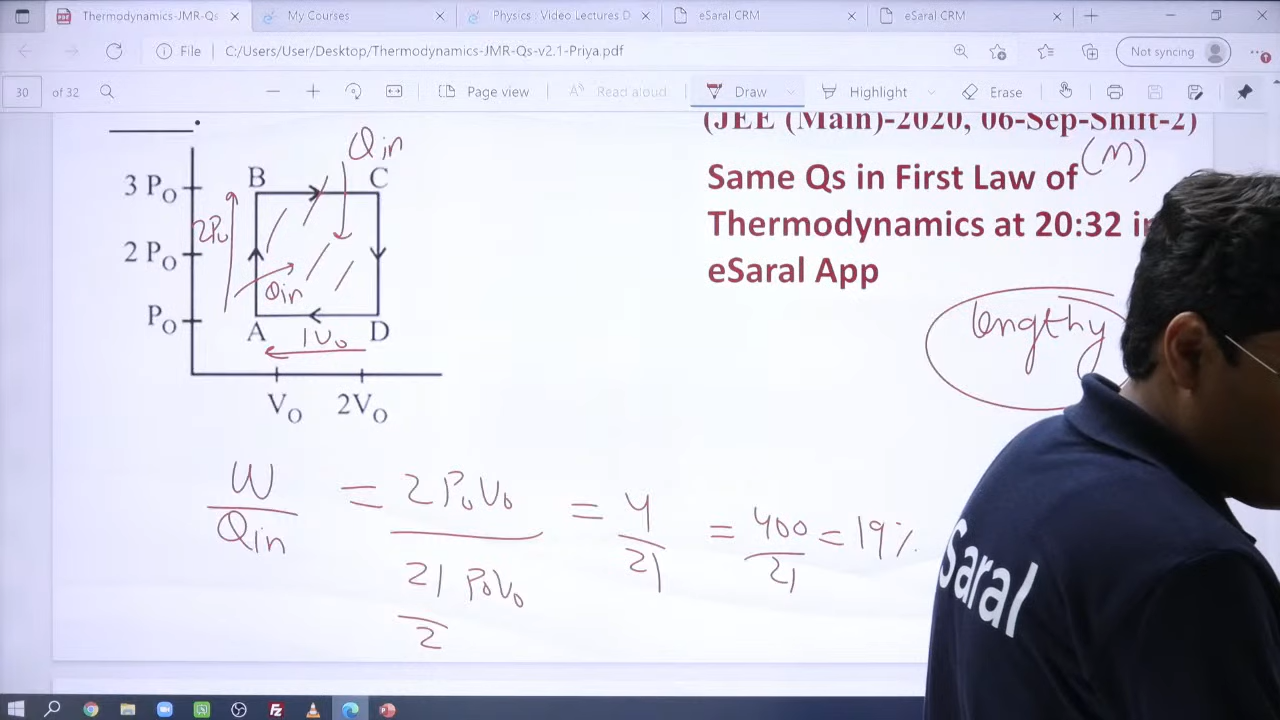 Thermodynamics-JMR-Qs
My Courses
Physics : Video Lectures D
eSaral CRM
eSaral CRM
File
C:/Users/User/Desktop/Thermodynamics-JMR-Qs-v2.1-Priya.pdf
Not syncing
30 of 32
Page view
Read aloud
Draw
Highlight
Erase
(JEE (Main)-2020, 06-Sep-Shift-2)
(M)
Same Qs in First Law of
Thermodynamics at 20:32 in
eSaral App
lengthy
Qin
3 P₀
B
C
2P₀
2 P₀
Qin
P₀
A
D
1V₀
V₀
2V₀
W/Qin = 2P₀V₀ / (21/2 P₀V₀) = 4/21 = 400/21 = 19%
Saral